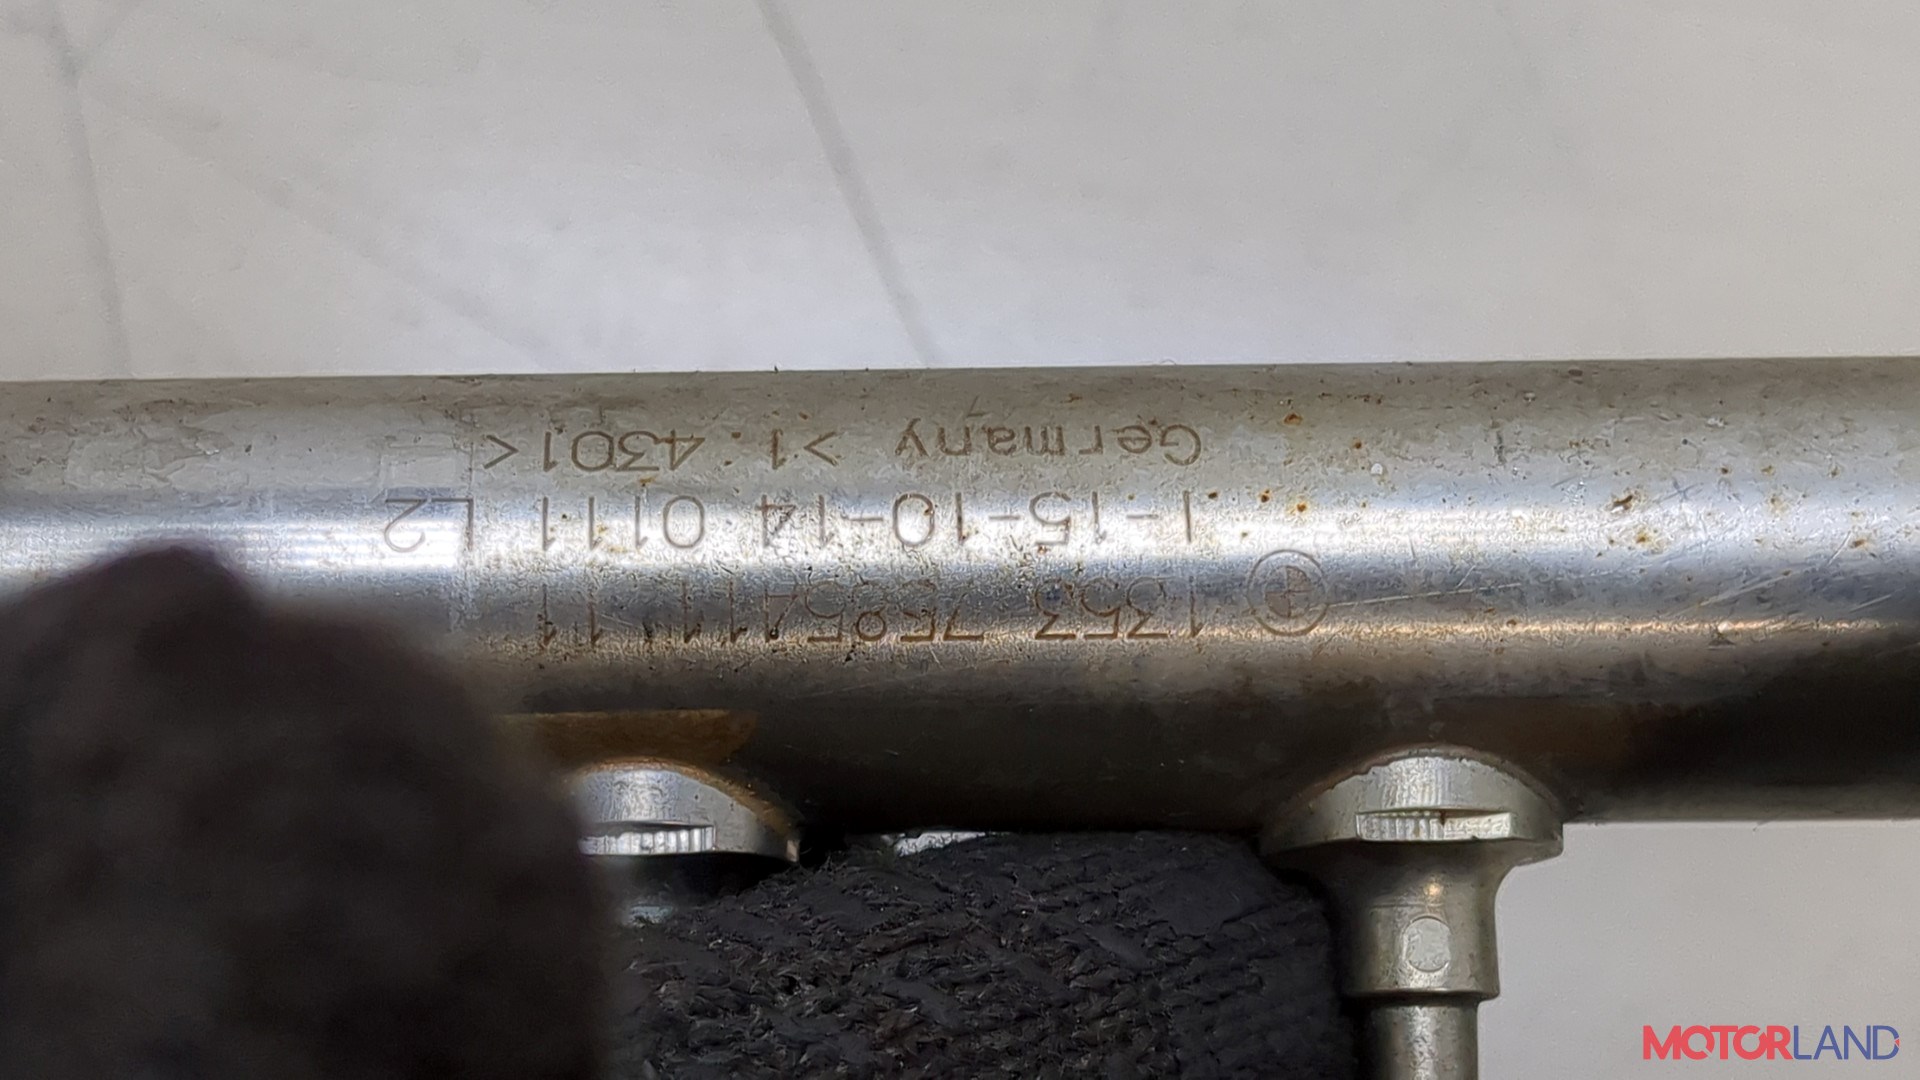 1353 7585411 11
1-15-10-14 0111 L2
Germany >1.4301<
MOTORLAND